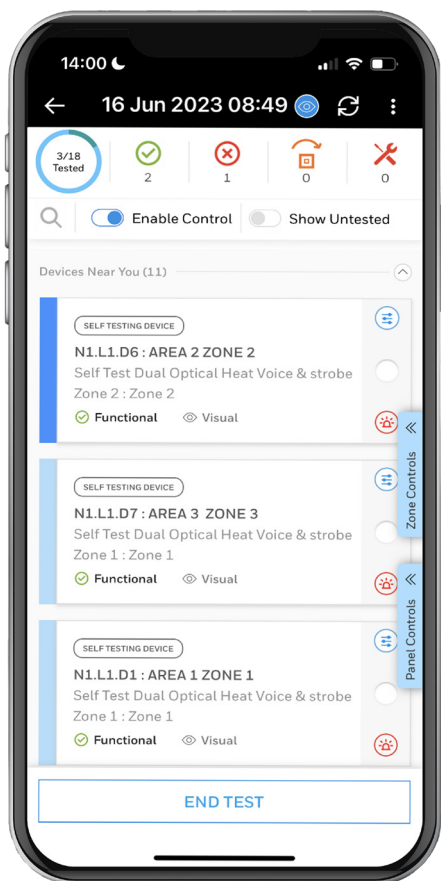 14:00
16 Jun 2023 08:49
3/18
Tested
2
1
0
0
Enable Control
Show Untested
Devices Near You (11)
SELF TESTING DEVICE
N1.L1.D6 : AREA 2 ZONE 2
Self Test Dual Optical Heat Voice & strobe
Zone 2 : Zone 2
Functional Visual
SELF TESTING DEVICE
N1.L1.D7 : AREA 3 ZONE 3
Self Test Dual Optical Heat Voice & strobe
Zone 1 : Zone 1
Functional Visual
SELF TESTING DEVICE
N1.L1.D1 : AREA 1 ZONE 1
Self Test Dual Optical Heat Voice & strobe
Zone 1 : Zone 1
Functional Visual
Zone Controls
Panel Controls
END TEST